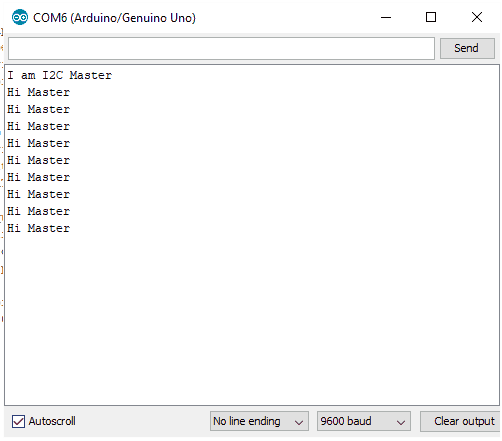 COM6 (Arduino/Genuino Uno)
Send
I am I2C Master
Hi Master
Hi Master
Hi Master
Hi Master
Hi Master
Hi Master
Hi Master
Hi Master
Hi Master
Autoscroll
No line ending
9600 baud
Clear output